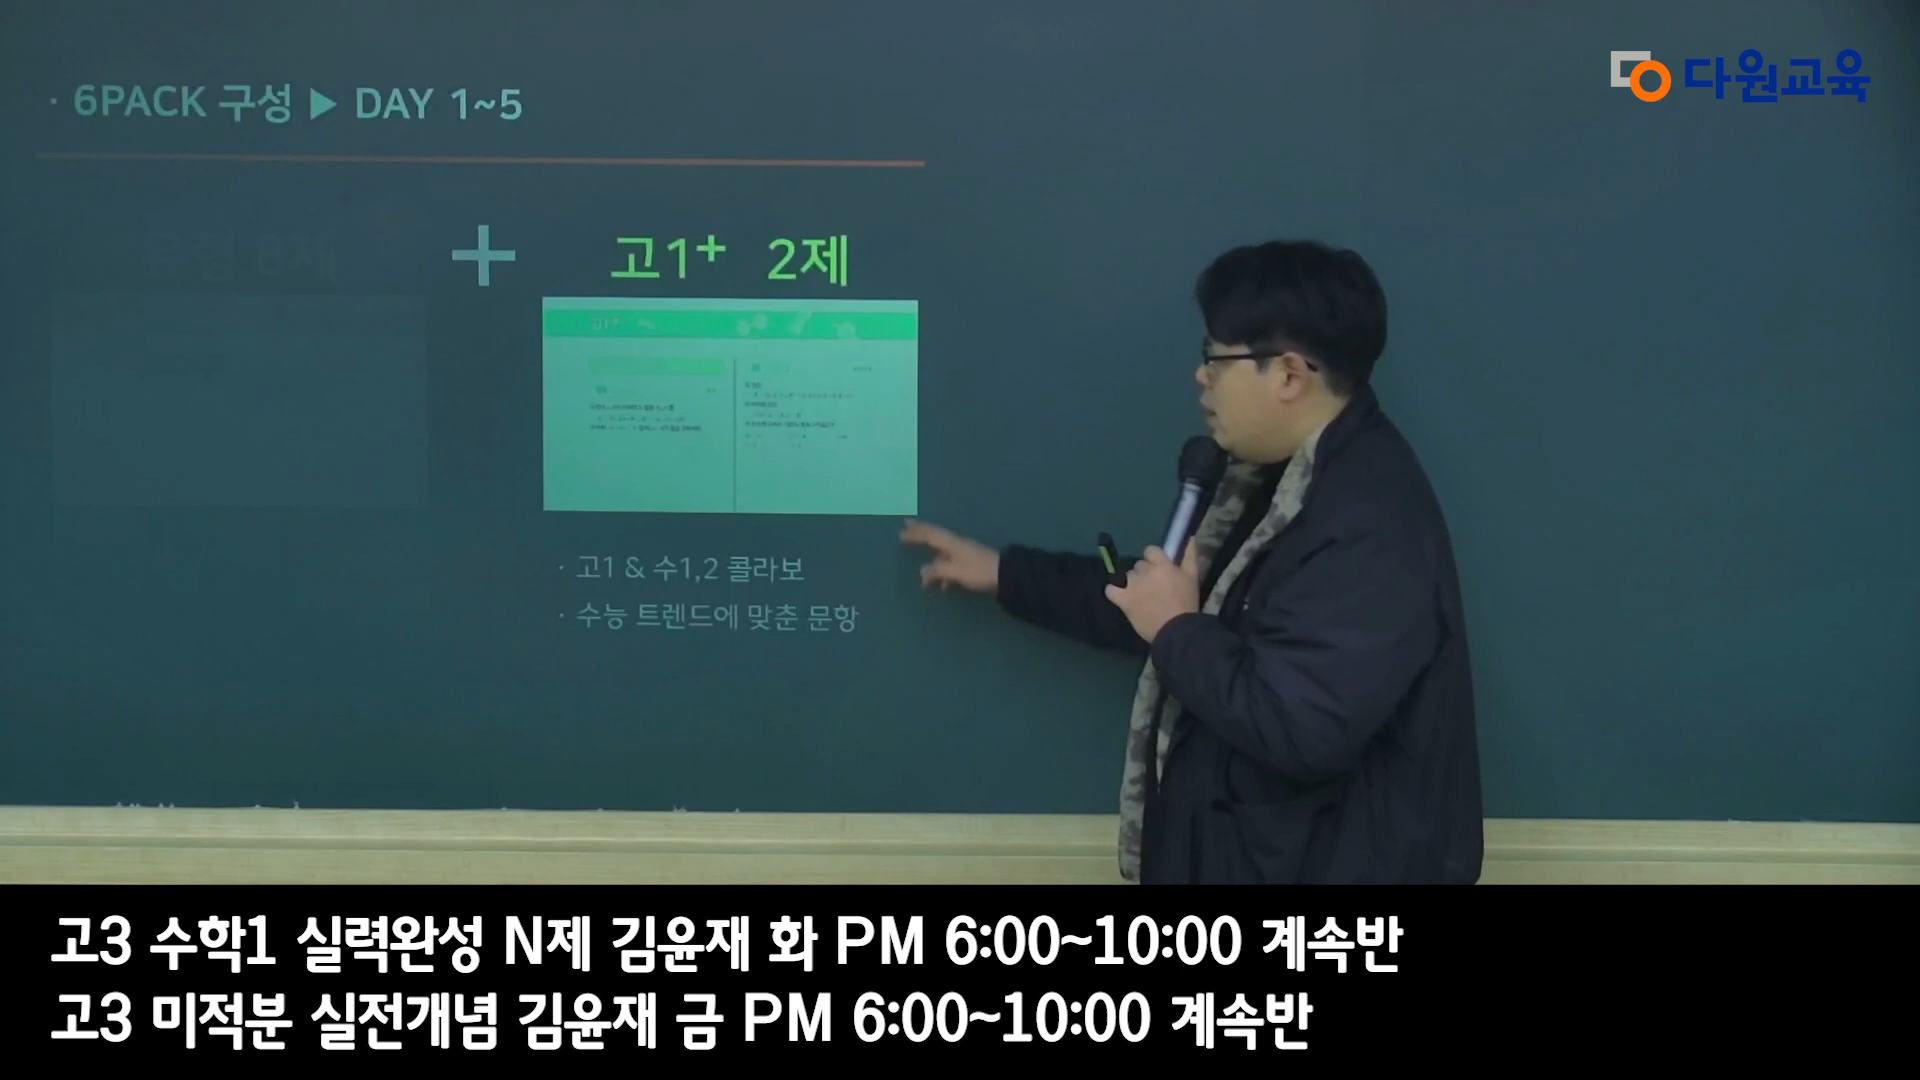 다원교육
· 6PACK 구성 ▶ DAY 1~5
+ 고1⁺ 2제
· 고1 & 수1,2 콜라보
· 수능 트렌드에 맞춘 문항
고3 수학1 실력완성 N제 김윤재 화 PM 6:00~10:00 계속반
고3 미적분 실전개념 김윤재 금 PM 6:00~10:00 계속반